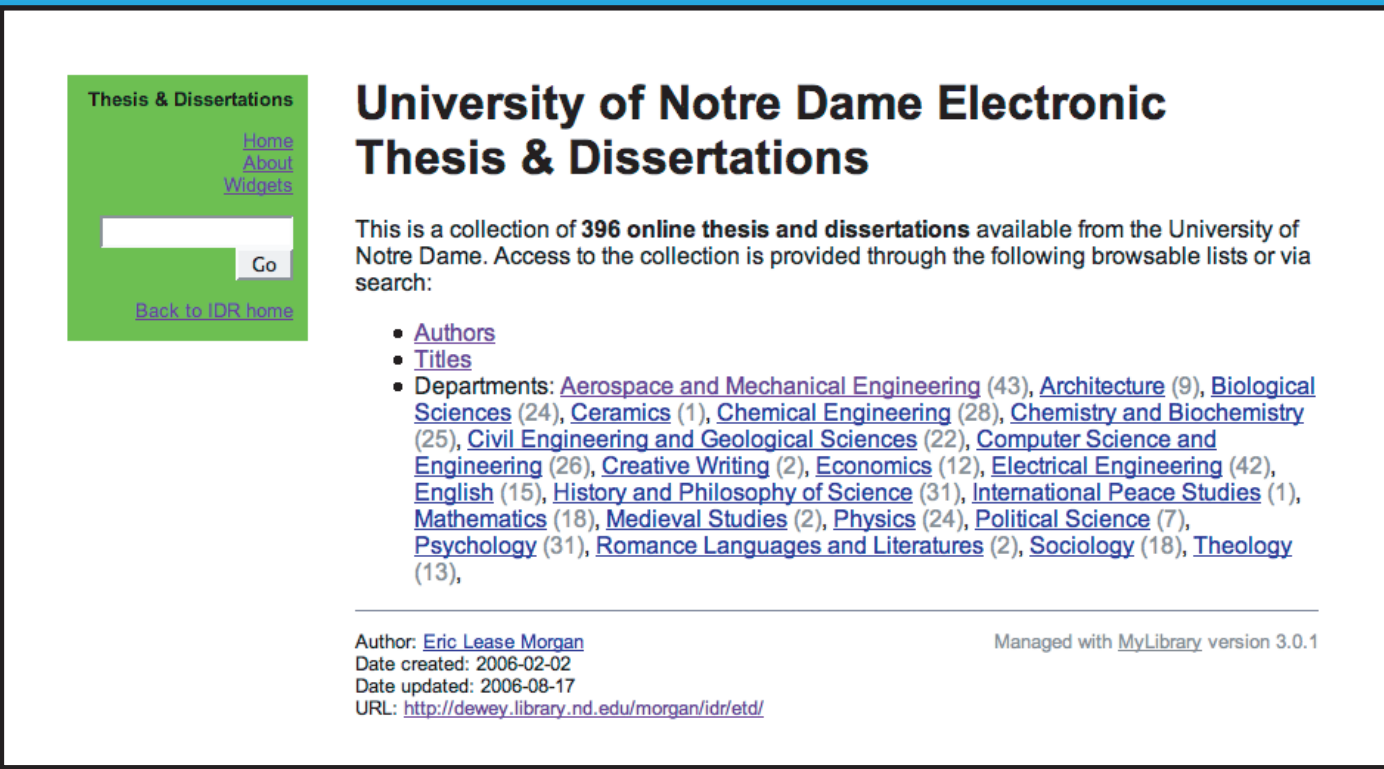 Thesis & Dissertations
Home
About
Widgets
Go
Back to IDR home
University of Notre Dame Electronic
Thesis & Dissertations
This is a collection of 396 online thesis and dissertations available from the University of
Notre Dame. Access to the collection is provided through the following browsable lists or via
search:
• Authors
• Titles
• Departments: Aerospace and Mechanical Engineering (43), Architecture (9), Biological
Sciences (24), Ceramics (1), Chemical Engineering (28), Chemistry and Biochemistry
(25), Civil Engineering and Geological Sciences (22), Computer Science and
Engineering (26), Creative Writing (2), Economics (12), Electrical Engineering (42),
English (15), History and Philosophy of Science (31), International Peace Studies (1),
Mathematics (18), Medieval Studies (2), Physics (24), Political Science (7),
Psychology (31), Romance Languages and Literatures (2), Sociology (18), Theology
(13),
Author: Eric Lease Morgan
Date created: 2006-02-02
Date updated: 2006-08-17
URL: http://dewey.library.nd.edu/morgan/idr/etd/
Managed with MyLibrary version 3.0.1